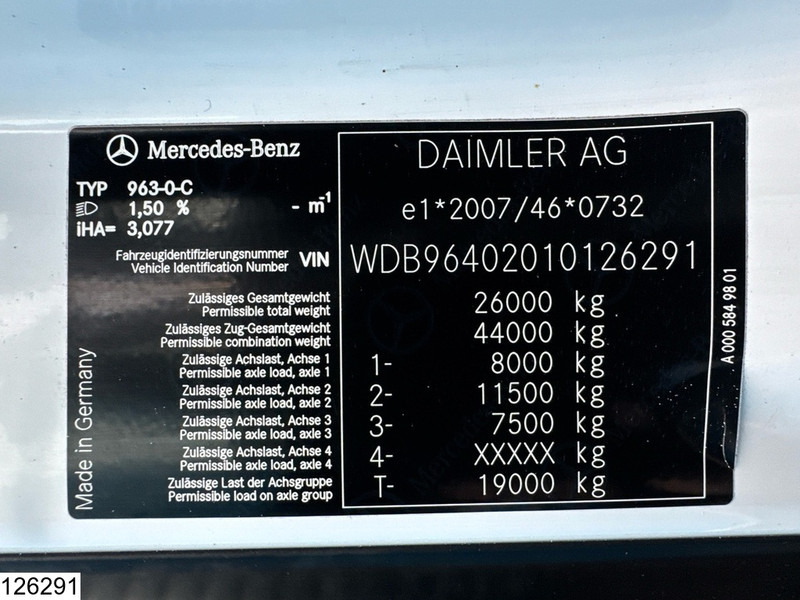 Mercedes-Benz
DAIMLER AG
TYP 963-0-C
1,50 % - m-1
iHA= 3,077
e1*2007/46*0732
Fahrzeugidentifizierungsnummer
Vehicle Identification Number VIN WDB96402010126291
Zulässiges Gesamtgewicht
Permissible total weight 26000 kg
Zulässiges Zug-Gesamtgewicht
Permissible combination weight 44000 kg
Zulässige Achslast, Achse 1
Permissible axle load, axle 1 1- 8000 kg
Zulässige Achslast, Achse 2
Permissible axle load, axle 2 2- 11500 kg
Zulässige Achslast, Achse 3
Permissible axle load, axle 3 3- 7500 kg
Zulässige Achslast, Achse 4
Permissible axle load, axle 4 4- XXXXX kg
Zulässige Last der Achsgruppe
Permissible load on axle group T- 19000 kg
Made in Germany
A 000 584 98 01
126291